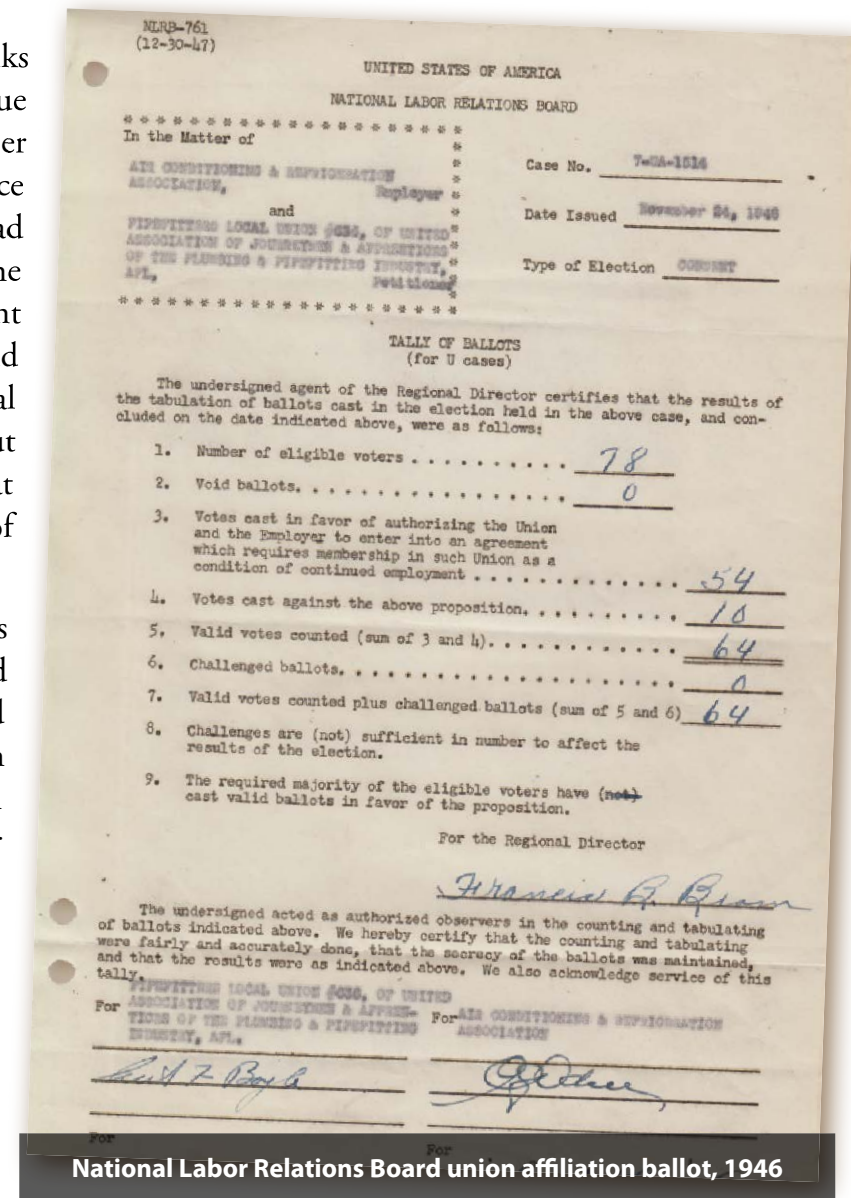 ks
ue
er
ce
ad
ne
nt
d
al
ut
at
of
s
d
d
n
NLRB-761
(12-30-47)
UNITED STATES OF AMERICA
NATIONAL LABOR RELATIONS BOARD
* * * * * * * * * * * * * * * * * * * *
In the Matter of
AIR CONDITIONING & REFRIGERATION
ASSOCIATION,
Employer
and
PIPEFITTERS LOCAL UNION #636, OF UNITED
ASSOCIATION OF JOURNEYMEN & APPRENTICES
OF THE PLUMBING & PIPEFITTING INDUSTRY,
AFL,
Petitioner
* * * * * * * * * * * * * * * * * * * *
Case No.
Date Issued November 24,
Type of Election CONSENT
TALLY OF BALLOTS
(for U cases)
The undersigned agent of the Regional Director certifies that the results of
the tabulation of ballots cast in the election held in the above case, and con-
cluded on the date indicated above, were as follows:
1. Number of eligible voters . . . . . . . . . . 78
2. Void ballots. . . . . . . . . . . . . . . . . 0
3. Votes cast in favor of authorizing the Union
and the Employer to enter into an agreement
which requires membership in such Union as a
condition of continued employment . . . . . . . . . . . . . 54
4. Votes cast against the above proposition. . . . . . . . . . 10
5. Valid votes counted (sum of 3 and 4). . . . . . . . . . . . 64
6. Challenged ballots. . . . . . . . . . . . . . . . . . . . . 0
7. Valid votes counted plus challenged ballots (sum of 5 and 6) 64
8. Challenges are (not) sufficient in number to affect the
results of the election.
9. The required majority of the eligible voters have (not)
cast valid ballots in favor of the proposition.
For the Regional Director
Francis R.
The undersigned acted as authorized observers in the counting and tabulating
of ballots indicated above. We hereby certify that the counting and tabulating
were fairly and accurately done, that the secrecy of the ballots was maintained,
and that the results were as indicated above. We also acknowledge service of this
tally.
PIPEFITTERS LOCAL UNION #636, OF UNITED
For ASSOCIATION OF JOURNEYMEN & APPREN-
TICES OF THE PLUMBING & PIPEFITTING
INDUSTRY, AFL.
For AIR CONDITIONING & REFRIGERATION
ASSOCIATION
Boyle
For
For
National Labor Relations Board union affiliation ballot, 1946